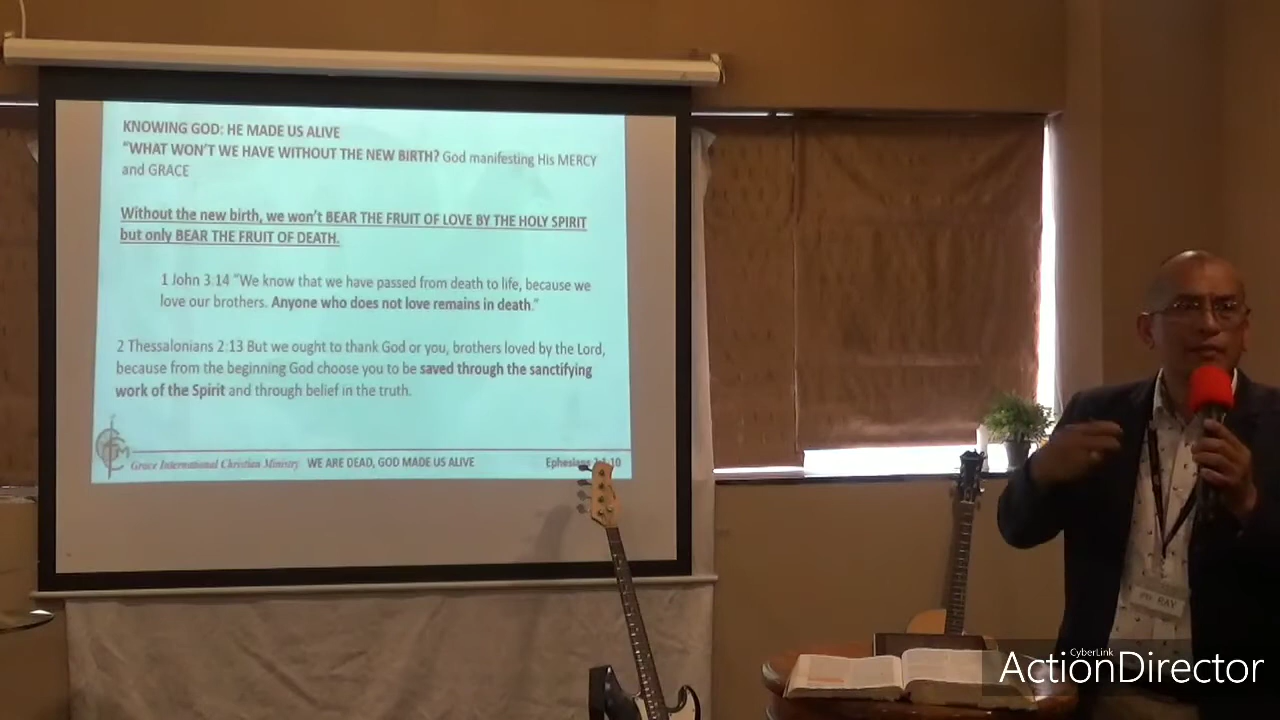 KNOWING GOD: HE MADE US ALIVE
"WHAT WON'T WE HAVE WITHOUT THE NEW BIRTH? God manifesting His MERCY
and GRACE
Without the new birth, we won't BEAR THE FRUIT OF LOVE BY THE HOLY SPIRIT
but only BEAR THE FRUIT OF DEATH.
1 John 3:14 "We know that we have passed from death to life, because we
love our brothers. Anyone who does not love remains in death."
2 Thessalonians 2:13 But we ought to thank God or you, brothers loved by the Lord,
because from the beginning God choose you to be saved through the sanctifying
work of the Spirit and through belief in the truth.
Grace International Christian Ministry WE ARE DEAD, GOD MADE US ALIVE
RAY
CyberLink
ActionDirector